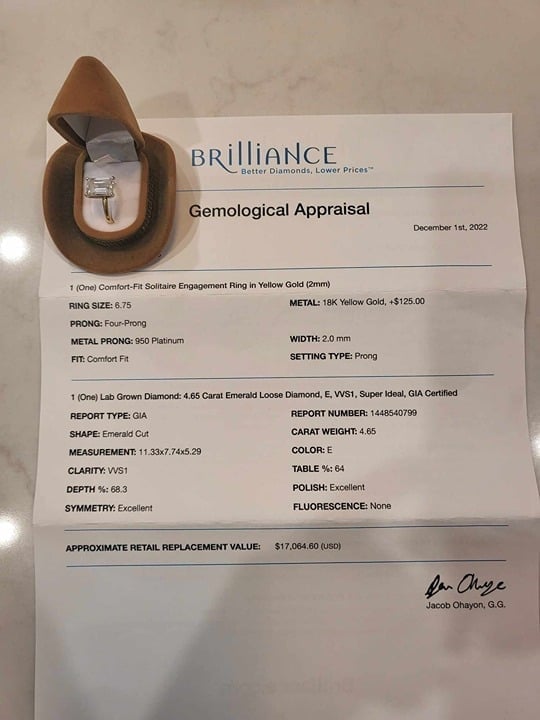 BRILLIANCE
Better Diamonds, Lower Prices™
Gemological Appraisal
December 1st, 2022
1 (One) Comfort-Fit Solitaire Engagement Ring in Yellow Gold (2mm)
RING SIZE: 6.75 METAL: 18K Yellow Gold, +$125.00
PRONG: Four-Prong
METAL PRONG: 950 Platinum WIDTH: 2.0 mm
FIT: Comfort Fit SETTING TYPE: Prong
1 (One) Lab Grown Diamond: 4.65 Carat Emerald Loose Diamond, E, VVS1, Super Ideal, GIA Certified
REPORT TYPE: GIA REPORT NUMBER: 1448540799
SHAPE: Emerald Cut CARAT WEIGHT: 4.65
MEASUREMENT: 11.33x7.74x5.29 COLOR: E
CLARITY: VVS1 TABLE %: 64
DEPTH %: 68.3 POLISH: Excellent
SYMMETRY: Excellent FLUORESCENCE: None
APPROXIMATE RETAIL REPLACEMENT VALUE: $17,064.60 (USD)
Jacob Ohayon, G.G.